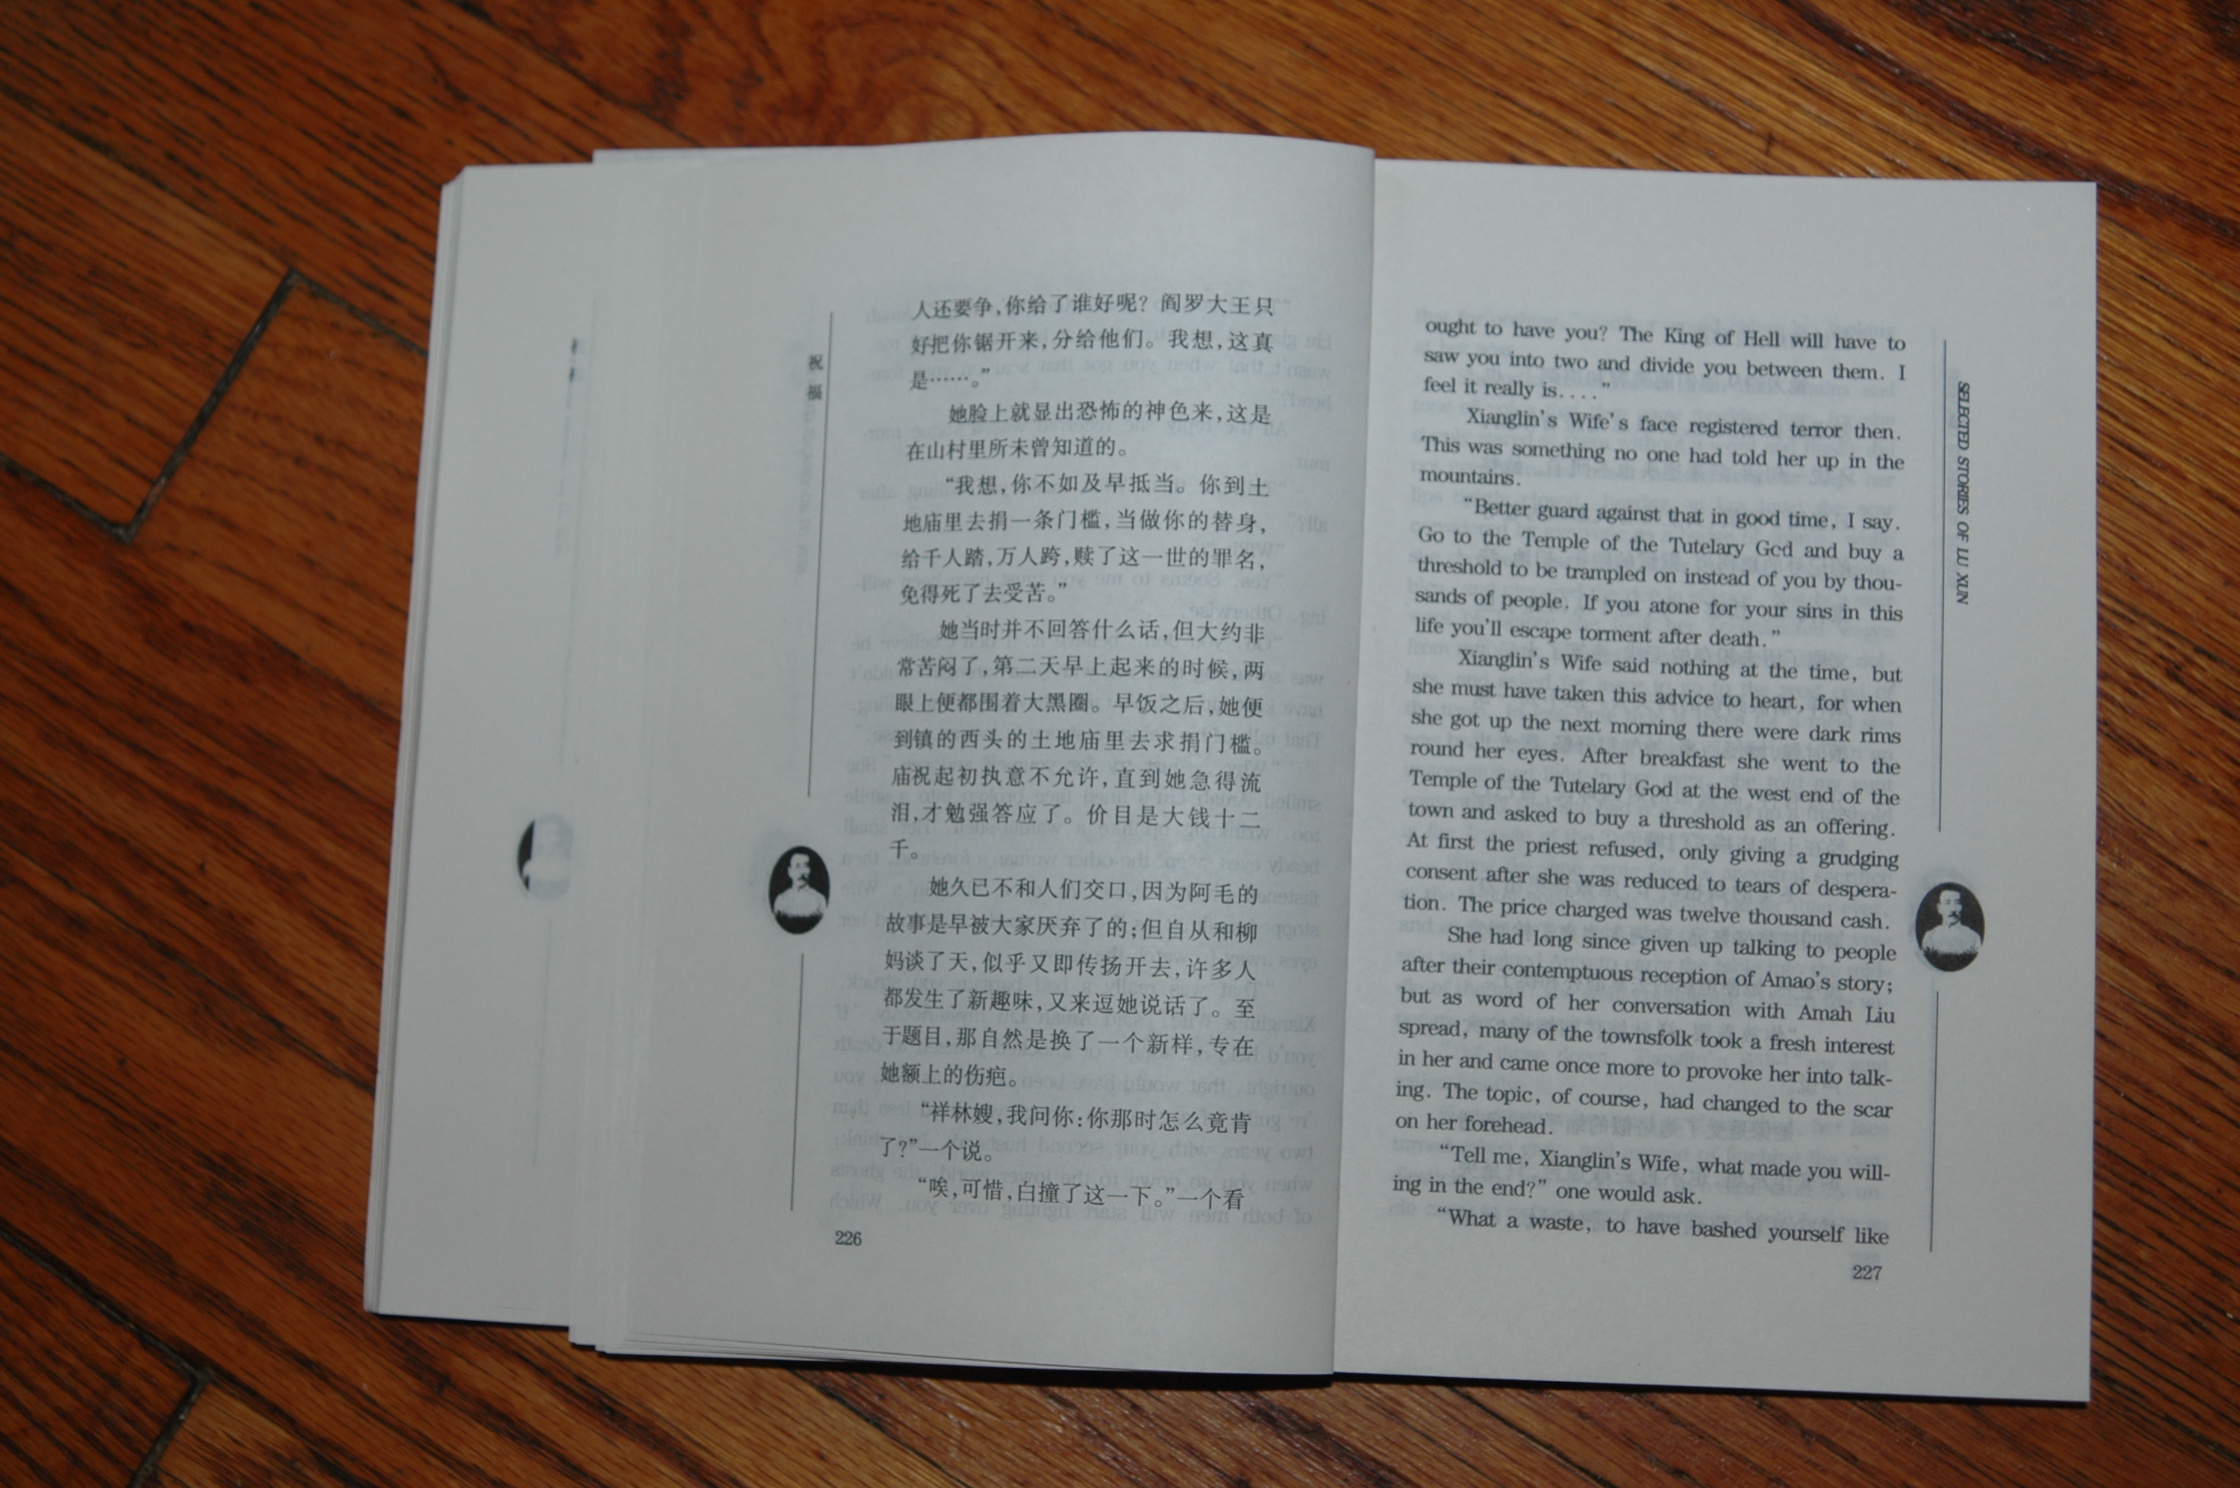 祝福
人还要争,你给了谁好呢？阎罗大王只
好把你锯开来,分给他们。我想,这真
是……。”
她脸上就显出恐怖的神色来,这是
在山村里所未曾知道的。
“我想,你不如及早抵当。你到土
地庙里去捐一条门槛,当做你的替身,
给千人踏,万人跨,赎了这一世的罪名,
免得死了去受苦。”
她当时并不回答什么话,但大约非
常苦闷了,第二天早上起来的时候,两
眼上便都围着大黑圈。早饭之后,她便
到镇的西头的土地庙里去求捐门槛。
庙祝起初执意不允许,直到她急得流
泪,才勉强答应了。价目是大钱十二
千。
她久已不和人们交口,因为阿毛的
故事是早被大家厌弃了的;但自从和柳
妈谈了天,似乎又即传扬开去,许多人
都发生了新趣味,又来逗她说话了。至
于题目,那自然是换了一个新样,专在
她额上的伤疤。
“祥林嫂,我问你:你那时怎么竟肯
了?”一个说。
“唉,可惜,白撞了这一下。”一个看
226
ought to have you? The King of Hell will have to
saw you into two and divide you between them. I
feel it really is. . . . ”
Xianglin's Wife's face registered terror then.
This was something no one had told her up in the
mountains.
“Better guard against that in good time, I say.
Go to the Temple of the Tutelary Gcd and buy a
threshold to be trampled on instead of you by thou-
sands of people. If you atone for your sins in this
life you'll escape torment after death.”
Xianglin's Wife said nothing at the time, but
she must have taken this advice to heart, for when
she got up the next morning there were dark rims
round her eyes. After breakfast she went to the
Temple of the Tutelary God at the west end of the
town and asked to buy a threshold as an offering.
At first the priest refused, only giving a grudging
consent after she was reduced to tears of despera-
tion. The price charged was twelve thousand cash.
She had long since given up talking to people
after their contemptuous reception of Amao's story;
but as word of her conversation with Amah Liu
spread, many of the townsfolk took a fresh interest
in her and came once more to provoke her into talk-
ing. The topic, of course, had changed to the scar
on her forehead.
“Tell me, Xianglin's Wife, what made you will-
ing in the end?” one would ask.
“What a waste, to have bashed yourself like
227
SELECTED STORIES OF LU XUN